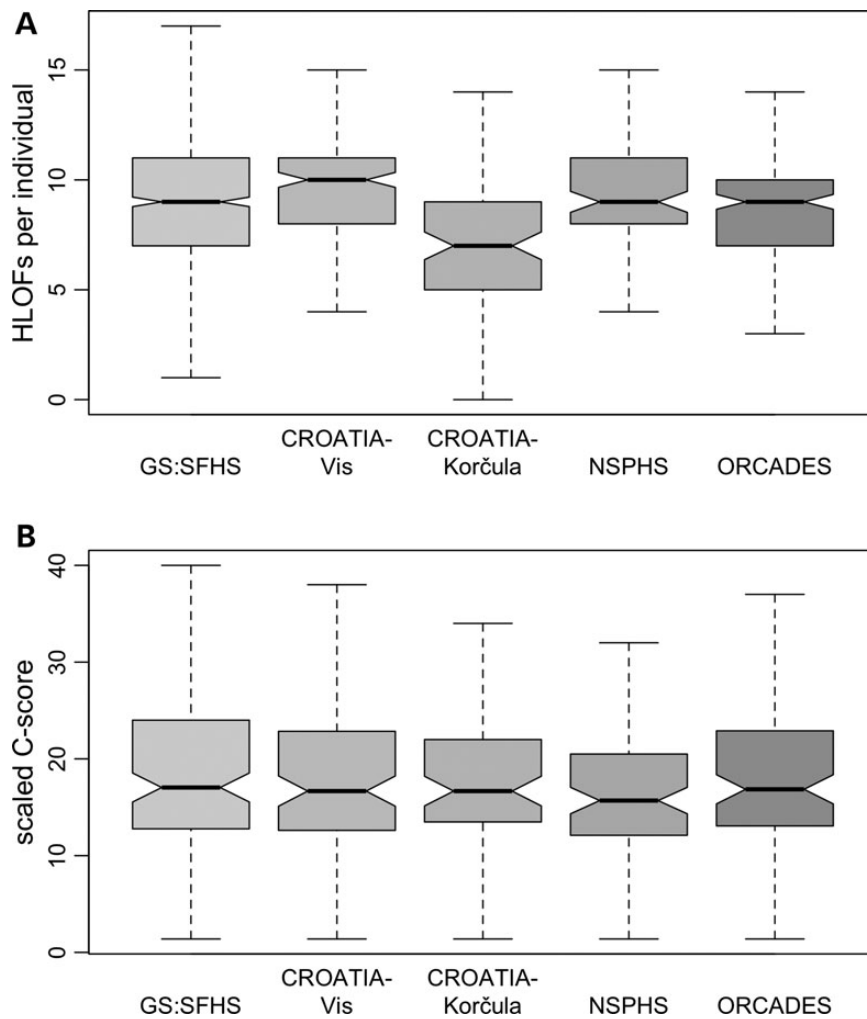 A
HLOFs per individual
15
10
5
0
GS:SFHS
CROATIA-
Vis
CROATIA-
Korčula
NSPHS
ORCADES
B
scaled C-score
40
30
20
10
0
GS:SFHS
CROATIA-
Vis
CROATIA-
Korčula
NSPHS
ORCADES